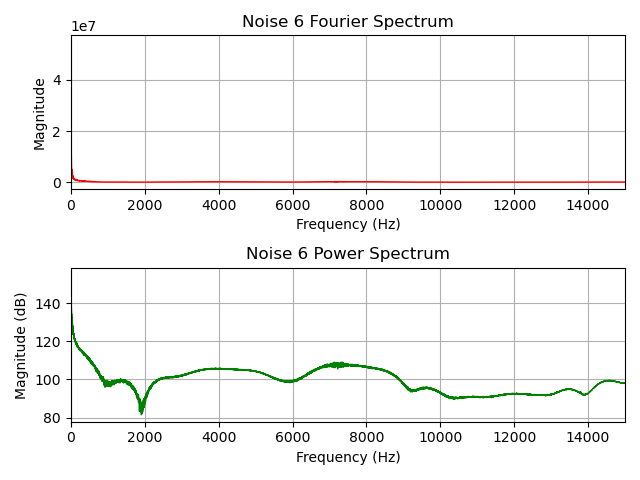 Noise 6 Fourier Spectrum
1e7
Magnitude
4
2
0
0 2000 4000 6000 8000 10000 12000 14000
Frequency (Hz)
Noise 6 Power Spectrum
Magnitude (dB)
140
120
100
80
0 2000 4000 6000 8000 10000 12000 14000
Frequency (Hz)